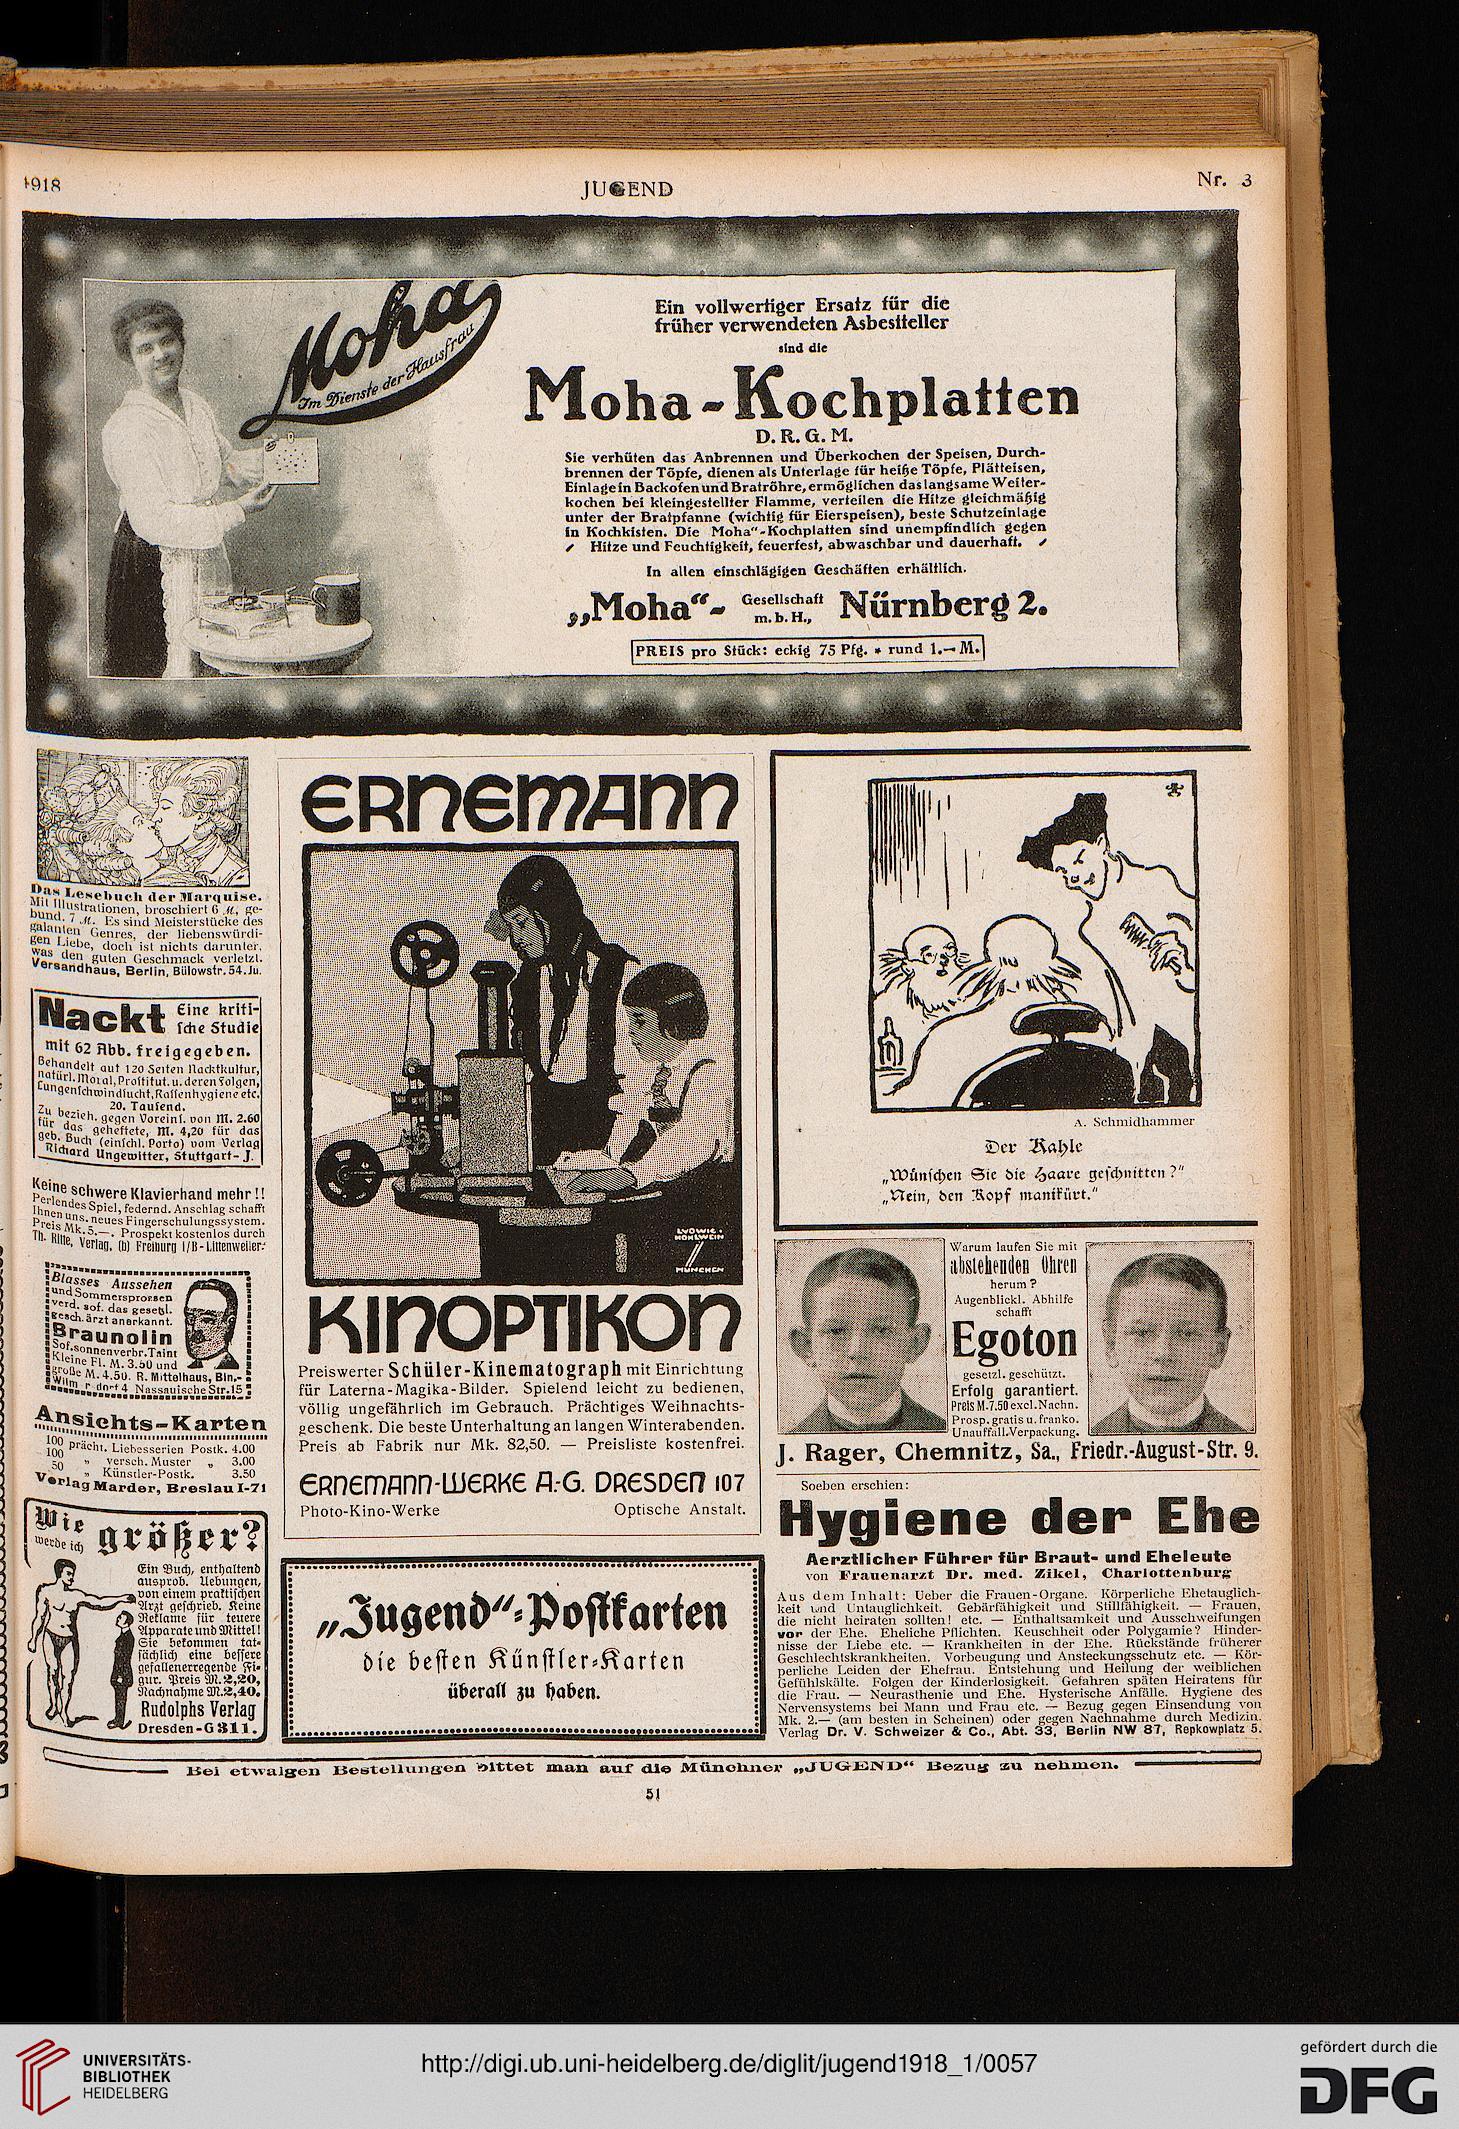 1918
JUGEND
Nr. 3
Moha
Im Dienste der Hausfrau
Ein vollwertiger Ersatz für die
früher verwendeten Asbestteller
sind die
Moha-Kochplatten
D. R. G. M.
Sie verhüten das Anbrennen und Überkochen der Speisen, Durch-
brennen der Töpfe, dienen als Unterlage für heiße Töpfe, Plätteisen,
Einlage in Backofen und Bratröhre, ermöglichen das langsame Weiter-
kochen bei kleingestellter Flamme, verteilen die Hitze gleichmäßig
unter der Bratpfanne (wichtig für Eierspeisen), beste Schutzeinlage
in Kochkisten. Die Moha"-Kochplatten sind unempfindlich gegen
Hitze und Feuchtigkeit, feuerfest, abwaschbar und dauerhaft.
In allen einschlägigen Geschäften erhältlich.
„Moha“- Gesellschaft m. b. H., Nürnberg 2.
PREIS pro Stück: eckig 75 Pfg. * rund 1.— M.
Das Lesebuch der Marquise.
Mit Illustrationen, broschiert 6 M, ge-
bund. 7 M. Es sind Meisterstücke des
galanten Genres, der liebenswürdi-
gen Liebe, doch ist nichts darunter,
was den guten Geschmack verletzt.
Versandhaus, Berlin, Bülowstr. 54. Ju.
Nackt Eine kriti-
sche Studie
mit 62 Abb. freigegeben.
Behandelt auf 120 Seiten Nacktkultur,
natürl. Moral, Prostitut. u. deren Folgen,
Lungenschwindsucht, Rassenhygiene etc.
20. Tausend.
Zu bezieh. gegen Voreins. von M. 2.60
für das geheftete, M. 4,20 für das
geb. Buch (einschl. Porto) vom Verlag
Richard Ungewitter, Stuttgart-J.
Keine schwere Klavierhand mehr!!
Perlendes Spiel, federnd. Anschlag schafft
Ihnen uns. neues Fingerschulungssystem.
Preis Mk. 5.—. Prospekt kostenlos durch
Th. Ritte, Verlag, (b) Freiburg i/B-Littenweiler.
Blasses Aussehen
und Sommersprossen
verd. sof. das gesetzl.
gesch. ärzt anerkannt.
Braunolin
Sof. sonnenverbr. Taint
Kleine Fl. M. 3.50 und
große M. 4.50. R. Mittelhaus, Bln.-
Wilmersdorf 4 Nassauische Str. 15
Ansichts-Karten
100 prächt. Liebesserien Postk. 4.00
100 „ versch. Muster „ 3.00
50 „ Künstler-Postk. 3.50
Verlag Marder, Breslau I-71
Wie
werde ich größer?
Ein Buch, enthaltend
ausprob. Uebungen,
von einem praktischen
Arzt geschrieb. Keine
Reklame für teuere
Apparate und Mittel!
Sie bekommen tat-
sächlich eine bessere
gefallenerregende Fi-
gur. Preis M. 2,20,
Nachnahme M. 2,40.
Rudolphs Verlag
Dresden-G 311.
ERNEMANN
LUDWIG
HOHLWEIN
MÜNCHEN
KINOPTIKON
Preiswerter Schüler-Kinematograph mit Einrichtung
für Laterna-Magika-Bilder. Spielend leicht zu bedienen,
völlig ungefährlich im Gebrauch. Prächtiges Weihnachts-
geschenk. Die beste Unterhaltung an langen Winterabenden.
Preis ab Fabrik nur Mk. 82,50. — Preisliste kostenfrei.
ERNEMANN-WERKE A.-G. DRESDEN 107
Photo-Kino-Werke Optische Anstalt.
„Jugend“-Postkarten
die besten Künstler-Karten
überall zu haben.
A. Schmidhammer
Der Kahle
„Wünschen Sie die Haare geschnitten?"
„Nein, den Kopf manikürt."
Warum laufen Sie mit
abstehenden Ohren
herum?
Augenblickl. Abhilfe
schafft
Egoton
gesetzl. geschützt.
Erfolg garantiert.
Preis M. 7.50 excl. Nachn.
Prosp. gratis u. franko.
Unauffäll. Verpackung.
J. Rager, Chemnitz, Sa., Friedr.-August-Str. 9.
Soeben erschien:
Hygiene der Ehe
Aerztlicher Führer für Braut- und Eheleute
von Frauenarzt Dr. med. Zikel, Charlottenburg
Aus dem Inhalt: Ueber die Frauen-Organe. Körperliche Ehetauglich-
keit und Untauglichkeit. Gebärfähigkeit und Stillfähigkeit. — Frauen,
die nicht heiraten sollten! etc. — Enthaltsamkeit und Ausschweifungen
vor der Ehe. Eheliche Pflichten. Keuschheit oder Polygamie? Hinder-
nisse der Liebe etc. — Krankheiten in der Ehe. Rückstände früherer
Geschlechtskrankheiten. Vorbeugung und Ansteckungsschutz etc. — Kör-
perliche Leiden der Ehefrau. Entstehung und Heilung der weiblichen
Gefühlskälte. Folgen der Kinderlosigkeit. Gefahren späten Heiratens für
die Frau. — Neurasthenie und Ehe. Hysterische Anfälle. Hygiene des
Nervensystems bei Mann und Frau etc. — Bezug gegen Einsendung von
Mk. 2.— (am besten in Scheinen) oder gegen Nachnahme durch Medizin.
Verlag Dr. V. Schweizer & Co., Abt. 33, Berlin NW 87, Repkowplatz 5.
Bei etwaigen Bestellungen bittet man auf die Münchner „JUGEND“ Bezug zu nehmen.
51
UNIVERSITÄTS-
BIBLIOTHEK
HEIDELBERG
http://digi.ub.uni-heidelberg.de/diglit/jugend1918_1/0057
gefördert durch die
DFG